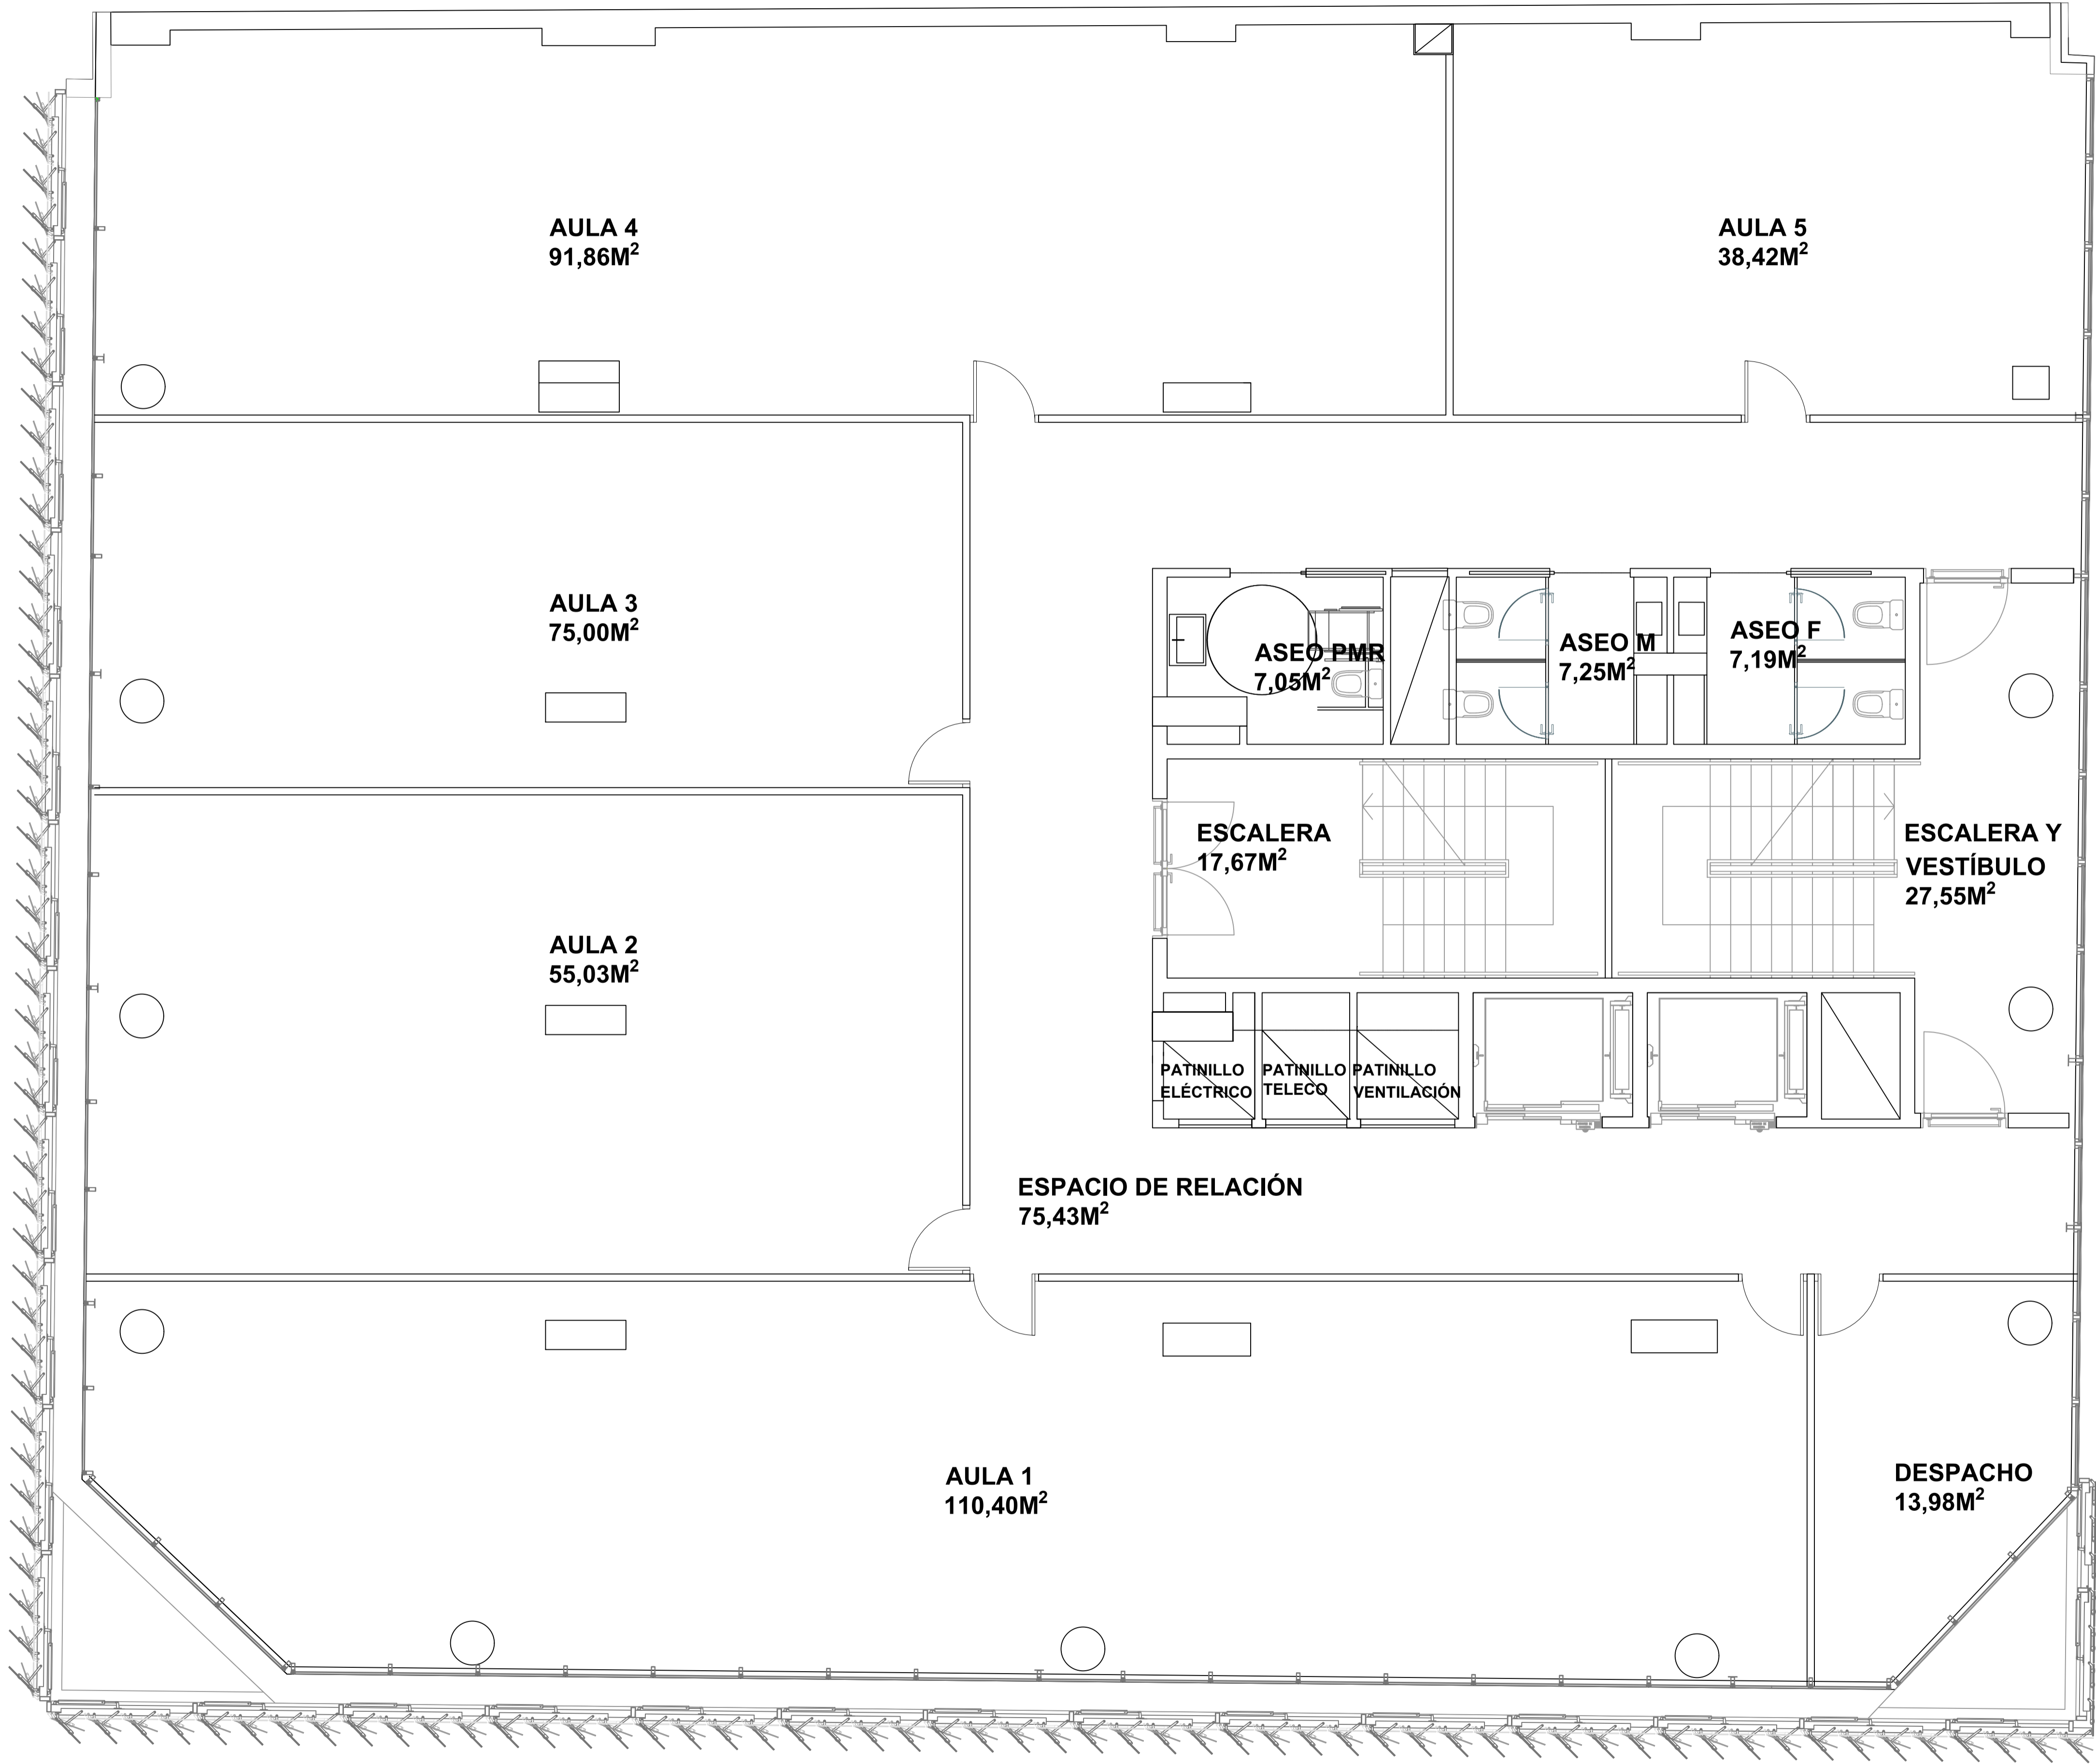 AULA 4
91,86M²
AULA 5
38,42M²
AULA 3
75,00M²
ASEO PMR
7,05M²
ASEO M
7,25M²
ASEO F
7,19M²
ESCALERA
17,67M²
ESCALERA Y
VESTÍBULO
27,55M²
AULA 2
55,03M²
PATINILLO
ELÉCTRICO
PATINILLO
TELECO
PATINILLO
VENTILACIÓN
ESPACIO DE RELACIÓN
75,43M²
AULA 1
110,40M²
DESPACHO
13,98M²